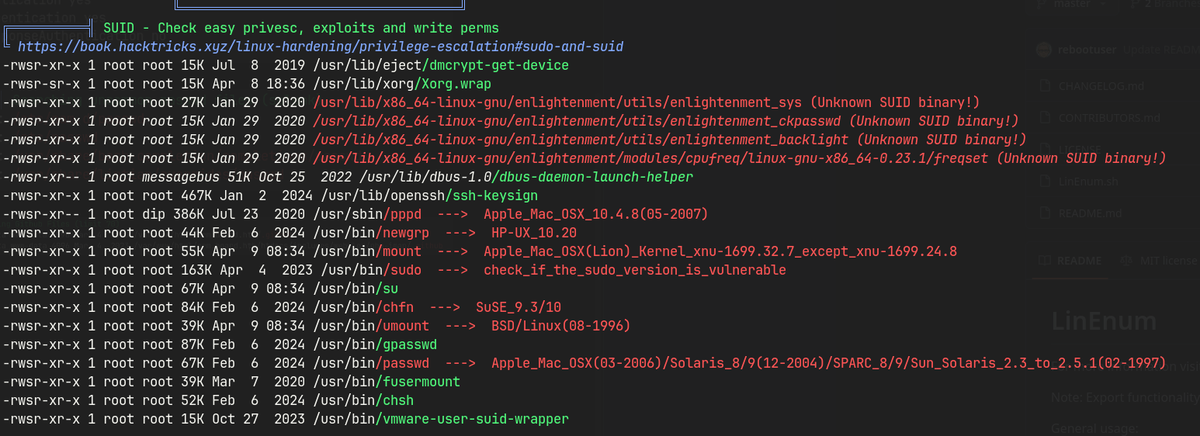 SUID - Check easy privesc, exploits and write perms
https://book.hacktricks.xyz/linux-hardening/privilege-escalation#sudo-and-suid
-rwsr-xr-x 1 root root 15K Jul  8  2019 /usr/lib/eject/dmcrypt-get-device
-rwsr-sr-x 1 root root 15K Apr  8 18:36 /usr/lib/xorg/Xorg.wrap
-rwsr-xr-x 1 root root 27K Jan 29  2020 /usr/lib/x86_64-linux-gnu/enlightenment/utils/enlightenment_sys (Unknown SUID binary!)
-rwsr-xr-x 1 root root 15K Jan 29  2020 /usr/lib/x86_64-linux-gnu/enlightenment/utils/enlightenment_ckpasswd (Unknown SUID binary!)
-rwsr-xr-x 1 root root 15K Jan 29  2020 /usr/lib/x86_64-linux-gnu/enlightenment/utils/enlightenment_backlight (Unknown SUID binary!)
-rwsr-xr-x 1 root root 15K Jan 29  2020 /usr/lib/x86_64-linux-gnu/enlightenment/modules/cpufreq/linux-gnu-x86_64-0.23.1/freqset (Unknown SUID binary!)
-rwsr-xr-- 1 root messagebus 51K Oct 25  2022 /usr/lib/dbus-1.0/dbus-daemon-launch-helper
-rwsr-xr-x 1 root root 467K Jan  2  2024 /usr/lib/openssh/ssh-keysign
-rwsr-xr-- 1 root dip 386K Jul 23  2020 /usr/sbin/pppd  --->  Apple_Mac_OSX_10.4.8(05-2007)
-rwsr-xr-x 1 root root 44K Feb  6  2024 /usr/bin/newgrp  --->  HP-UX_10.20
-rwsr-xr-x 1 root root 55K Apr  9 08:34 /usr/bin/mount  --->  Apple_Mac_OSX(Lion)_Kernel_xnu-1699.32.7_except_xnu-1699.24.8
-rwsr-xr-x 1 root root 163K Apr  4  2023 /usr/bin/sudo  --->  check_if_the_sudo_version_is_vulnerable
-rwsr-xr-x 1 root root 67K Apr  9 08:34 /usr/bin/su
-rwsr-xr-x 1 root root 84K Feb  6  2024 /usr/bin/chfn  --->  SuSE_9.3/10
-rwsr-xr-x 1 root root 39K Apr  9 08:34 /usr/bin/umount  --->  BSD/Linux(08-1996)
-rwsr-xr-x 1 root root 87K Feb  6  2024 /usr/bin/gpasswd
-rwsr-xr-x 1 root root 67K Feb  6  2024 /usr/bin/passwd  --->  Apple_Mac_OSX(03-2006)/Solaris_8/9(12-2004)/SPARC_8/9/Sun_Solaris_2.3_to_2.5.1(02-1997)
-rwsr-xr-x 1 root root 39K Mar  7  2020 /usr/bin/fusermount
-rwsr-xr-x 1 root root 52K Feb  6  2024 /usr/bin/chsh
-rwsr-xr-x 1 root root 15K Oct 27  2023 /usr/bin/vmware-user-suid-wrapper
master
rebootuser
CHANGELOG.md
CONTRIBUTORS.md
LinEnum.sh
README.md
README MIT license
LinEnum
Note: Export functionality
General usage: